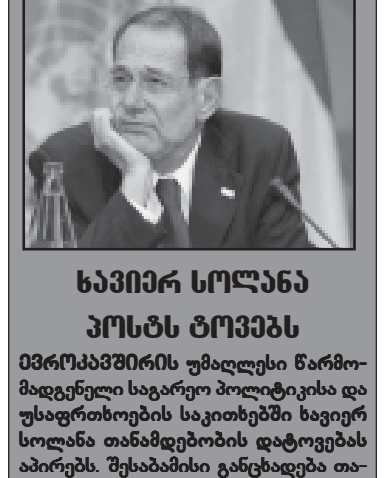 ხავიერ სოლანა
პოსტს ტოვებს
ევროკავშირის უმაღლესი წარმო-
მადგენელი საგარეო პოლიტიკისა და
უსაფრთხოების საკითხებში ხავიერ
სოლანა თანამდებობის დატოვებას
აპირებს. შესაბამისი განცხადება თა-